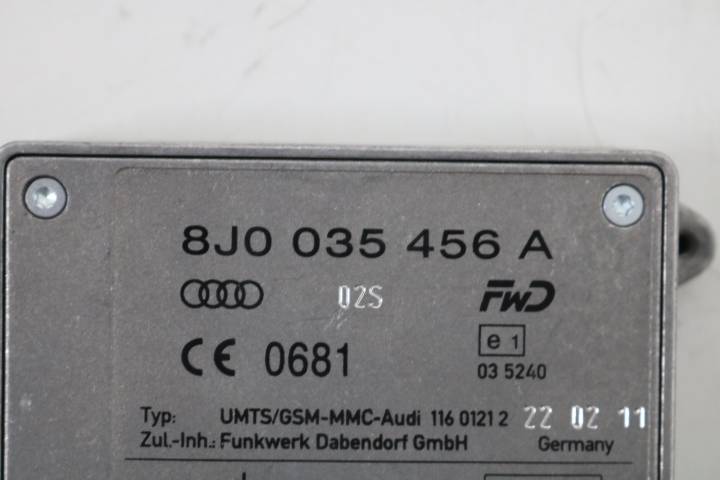 8J0 035 456 A
02S FWD
CE 0681 e 1
03 5240
Typ: UMTS/GSM-MMC-Audi 116 0121 2 22 02 11
Zul.-Inh.: Funkwerk Dabendorf GmbH Germany